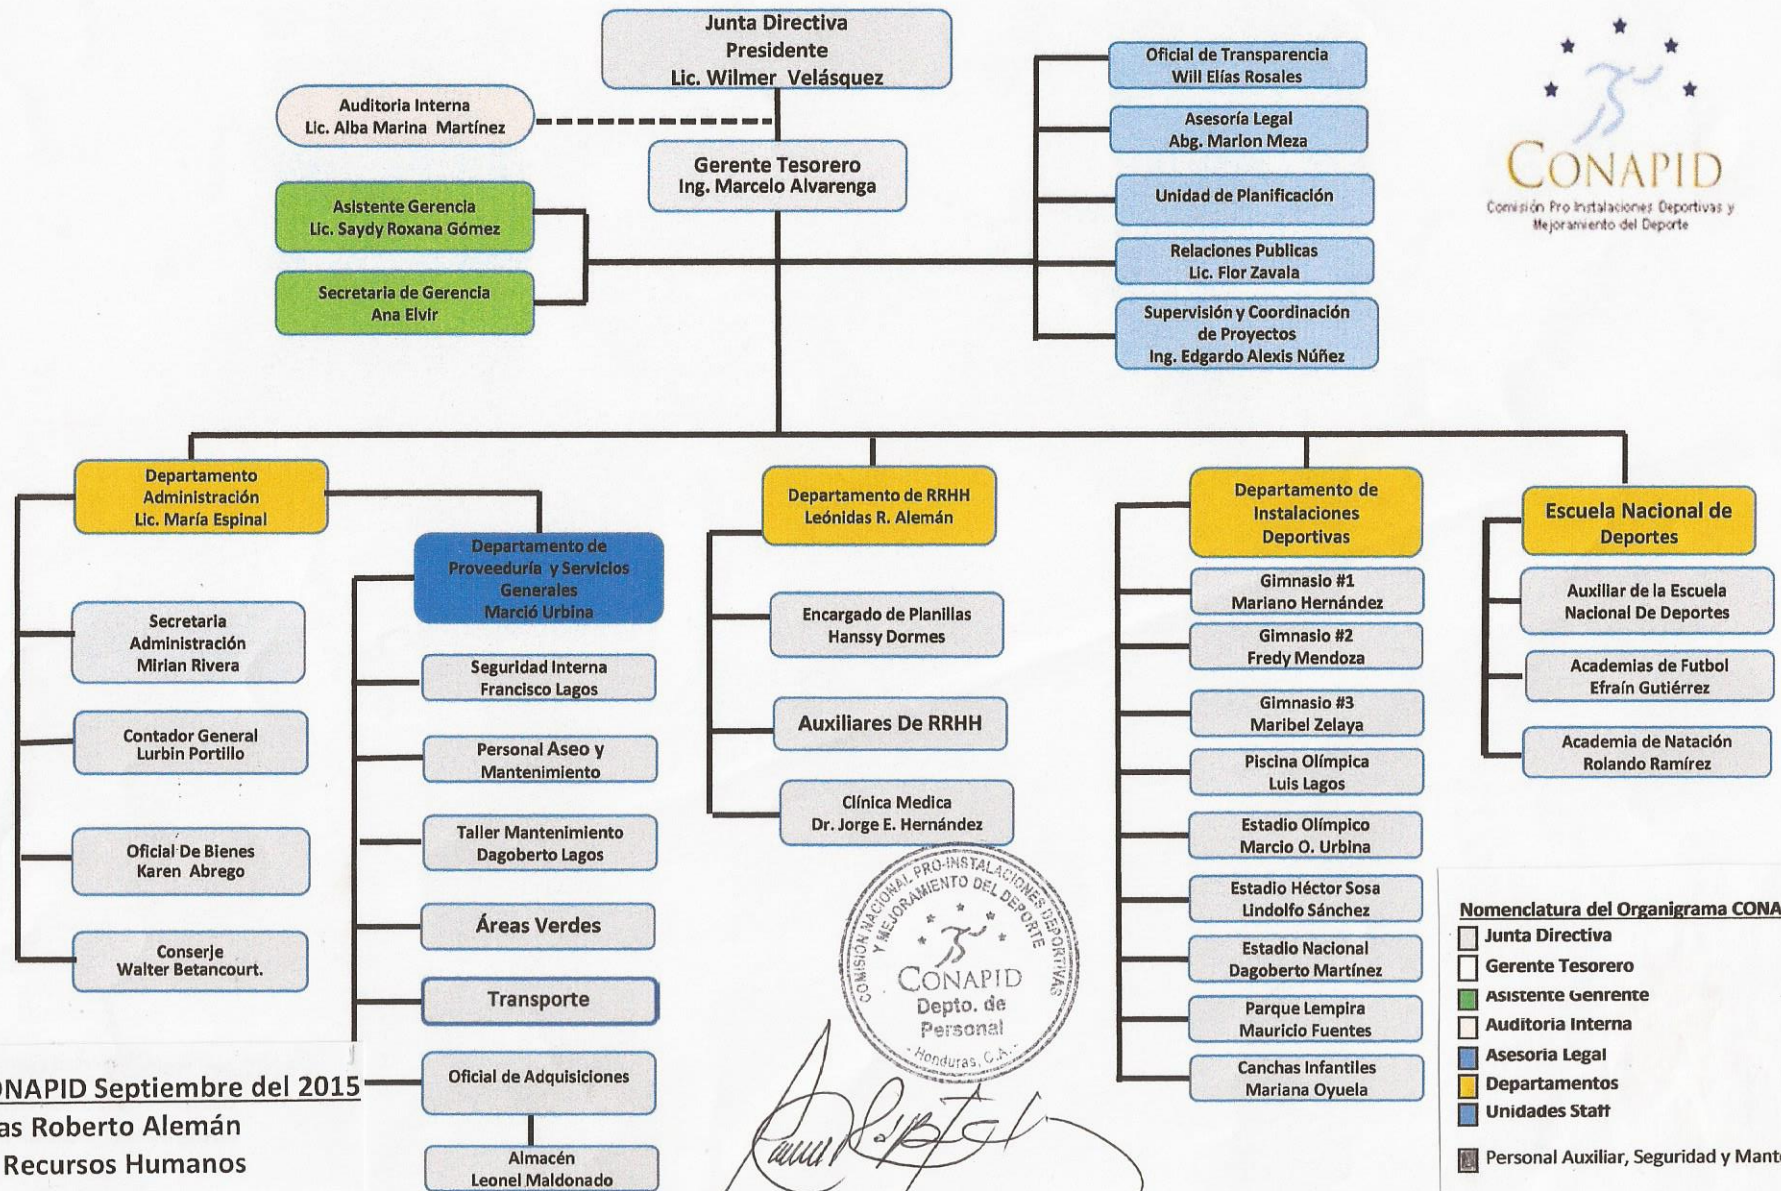 Junta Directiva
Presidente
Lic. Wilmer Velásquez
Auditoria Interna
Lic. Alba Marina Martínez
Gerente Tesorero
Ing. Marcelo Alvarenga
Asistente Gerencia
Lic. Saydy Roxana Gómez
Secretaria de Gerencia
Ana Elvir
Oficial de Transparencia
Will Elías Rosales
Asesoría Legal
Abg. Marlon Meza
Unidad de Planificación
Relaciones Publicas
Lic. Flor Zavala
Supervisión y Coordinación
de Proyectos
Ing. Edgardo Alexis Núñez
CONAPID
Comisión Pro Instalaciones Deportivas y
Mejoramiento del Deporte
Departamento
Administración
Lic. María Espinal
Secretaria
Administración
Mirian Rivera
Contador General
Lurbin Portillo
Oficial De Bienes
Karen Abrego
Conserje
Walter Betancourt.
Departamento de
Proveeduría y Servicios
Generales
Marció Urbina
Seguridad Interna
Francisco Lagos
Personal Aseo y
Mantenimiento
Taller Mantenimiento
Dagoberto Lagos
Áreas Verdes
Transporte
Oficial de Adquisiciones
Almacén
Leonel Maldonado
Departamento de RRHH
Leónidas R. Alemán
Encargado de Planillas
Hanssy Dormes
Auxiliares De RRHH
Clínica Medica
Dr. Jorge E. Hernández
Departamento de
Instalaciones
Deportivas
Gimnasio #1
Mariano Hernández
Gimnasio #2
Fredy Mendoza
Gimnasio #3
Maribel Zelaya
Piscina Olímpica
Luis Lagos
Estadio Olímpico
Marcio O. Urbina
Estadio Héctor Sosa
Lindolfo Sánchez
Estadio Nacional
Dagoberto Martínez
Parque Lempira
Mauricio Fuentes
Canchas Infantiles
Mariana Oyuela
Escuela Nacional de
Deportes
Auxiliar de la Escuela
Nacional De Deportes
Academias de Futbol
Efraín Gutiérrez
Academia de Natación
Rolando Ramírez
COMISION NACIONAL PRO-INSTALACIONES DEPORTIVAS
Y MEJORAMIENTO DEL DEPORTE
CONAPID
Depto. de
Personal
- Honduras, C.A. -
ONAPID Septiembre del 2015
as Roberto Alemán
Recursos Humanos
Nomenclatura del Organigrama CONA
Junta Directiva
Gerente Tesorero
Asistente Genrente
Auditoria Interna
Asesoria Legal
Departamentos
Unidades Staff
Personal Auxiliar, Seguridad y Mant